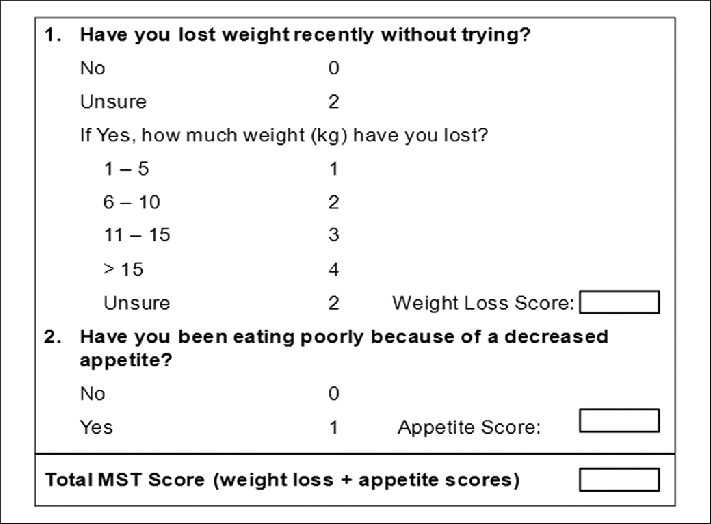 1. Have you lost weight recently without trying?
No 0
Unsure 2
If Yes, how much weight (kg) have you lost?
1 – 5 1
6 – 10 2
11 – 15 3
> 15 4
Unsure 2 Weight Loss Score:
2. Have you been eating poorly because of a decreased
appetite?
No 0
Yes 1 Appetite Score:
Total MST Score (weight loss + appetite scores)